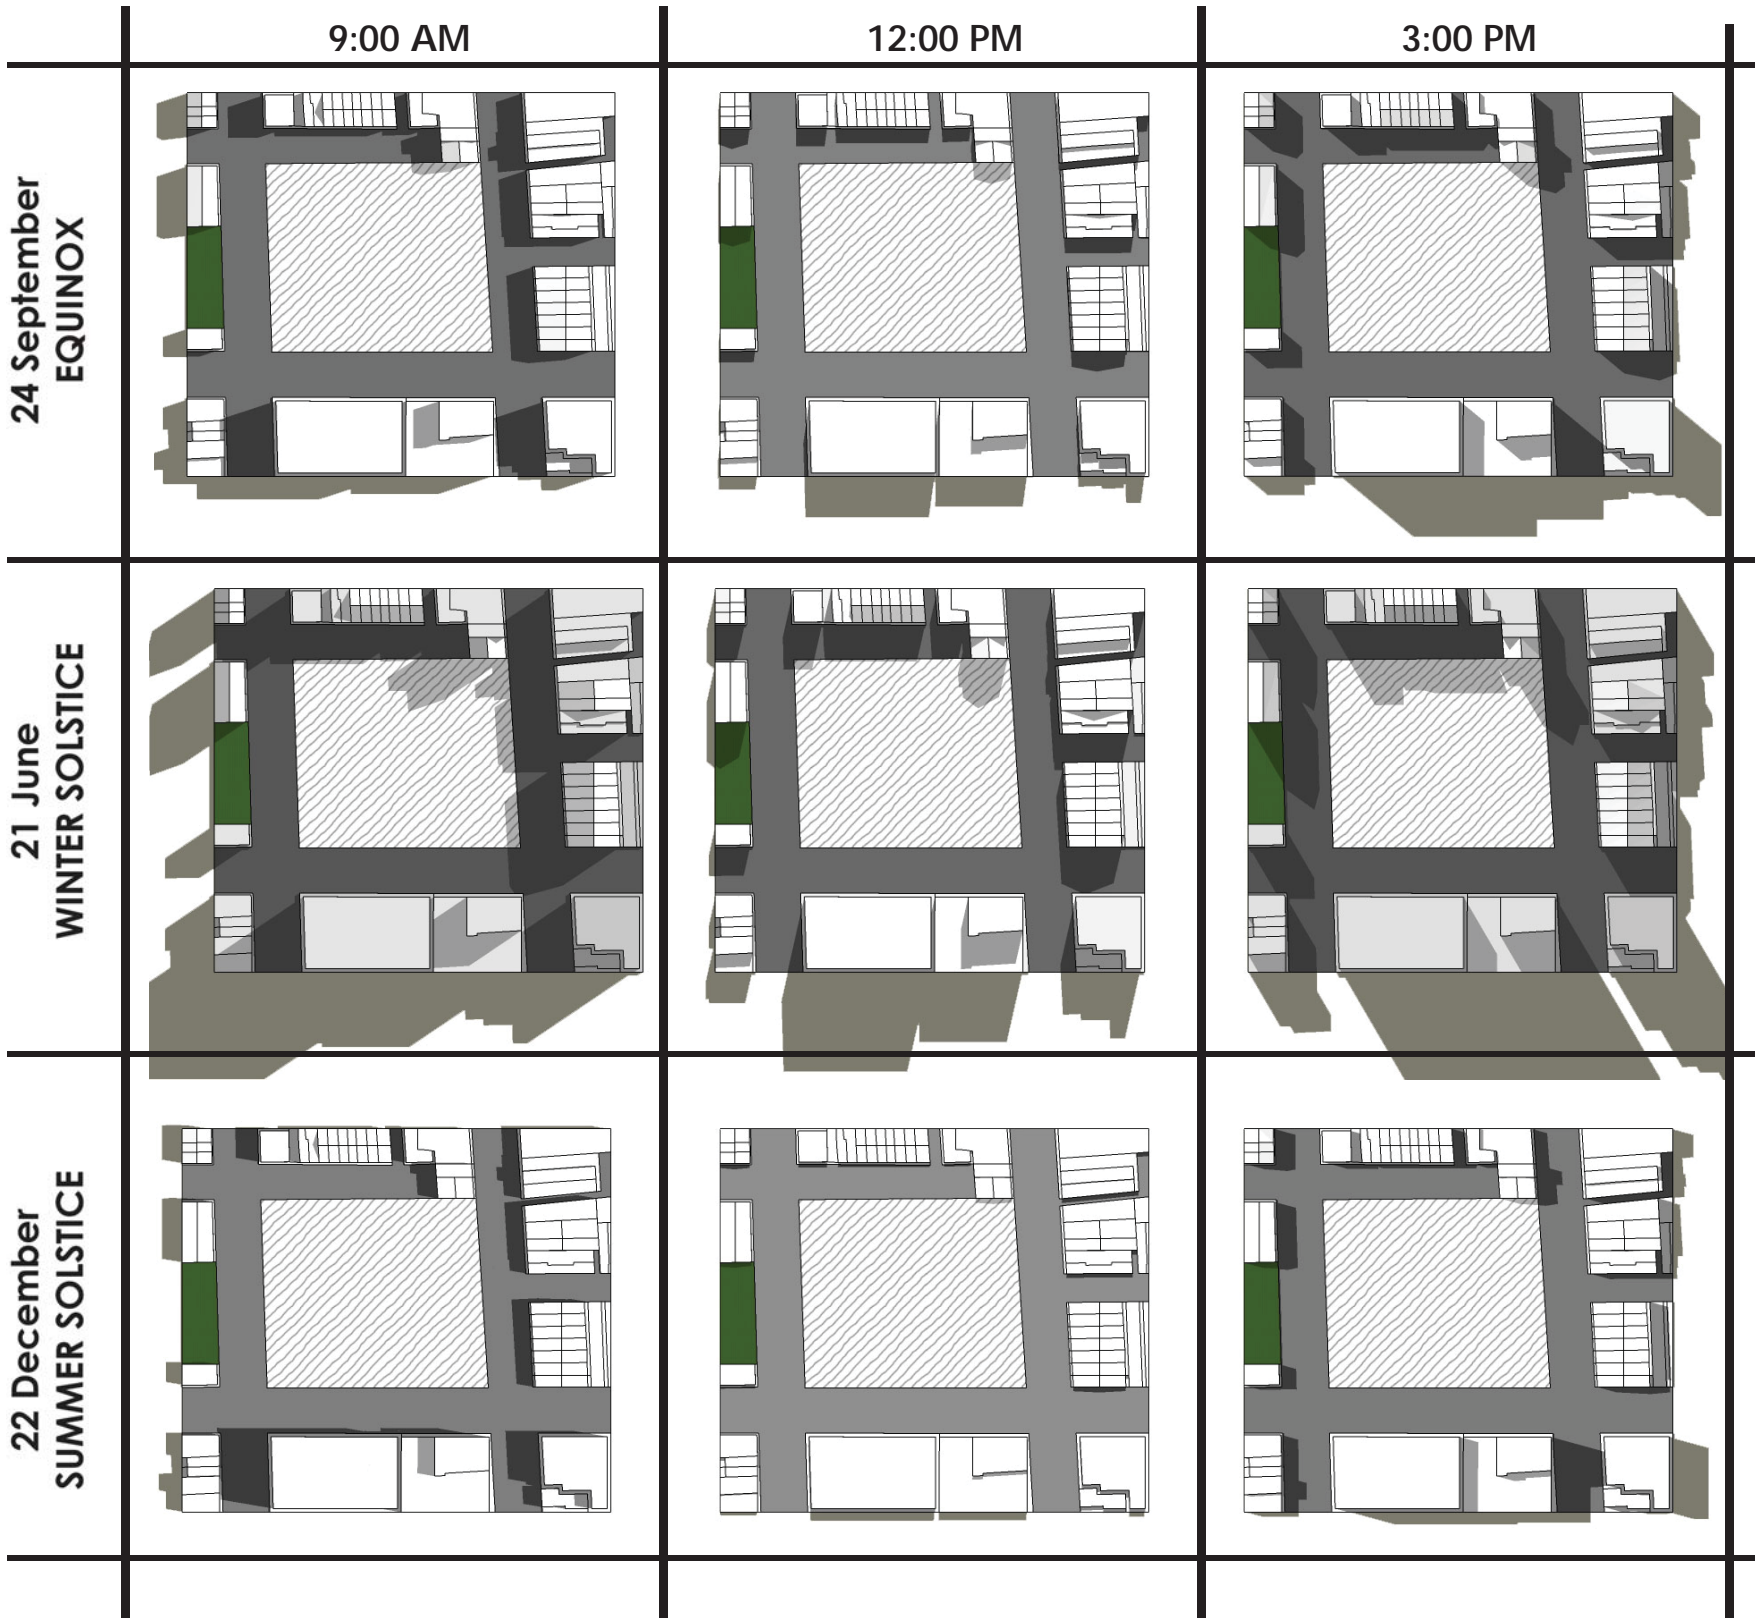 9:00 AM
12:00 PM
3:00 PM
24 September
EQUINOX
21 June
WINTER SOLSTICE
22 December
SUMMER SOLSTICE